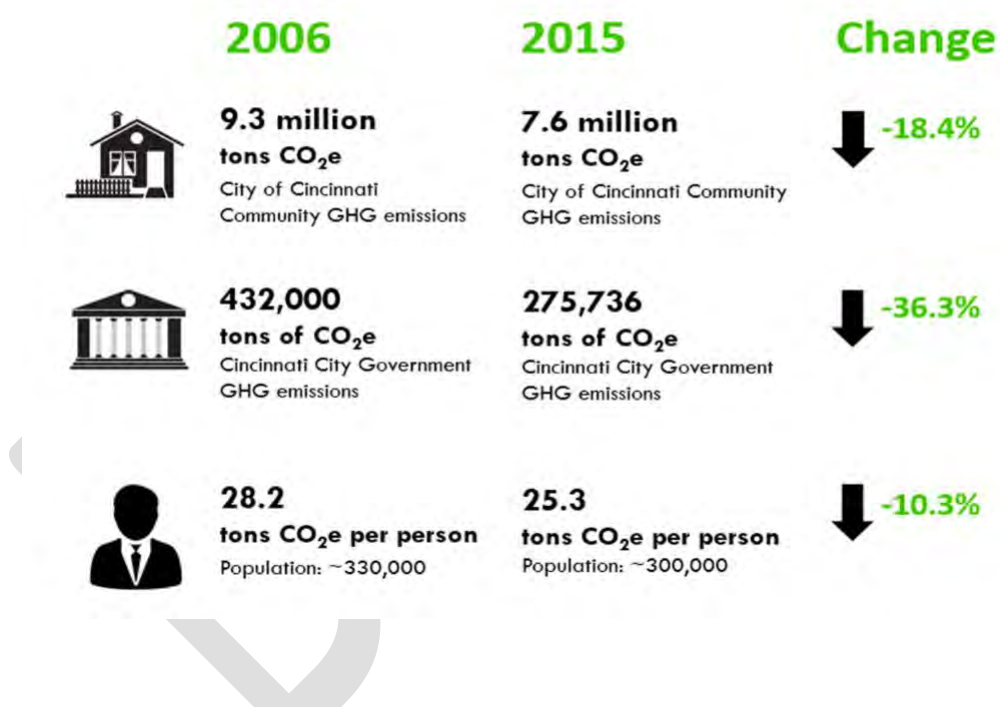 2006 2015 Change
9.3 million
tons CO₂e
City of Cincinnati
Community GHG emissions
7.6 million
tons CO₂e
City of Cincinnati Community
GHG emissions
-18.4%
432,000
tons of CO₂e
Cincinnati City Government
GHG emissions
275,736
tons of CO₂e
Cincinnati City Government
GHG emissions
-36.3%
28.2
tons CO₂e per person
Population: ~330,000
25.3
tons CO₂e per person
Population: ~300,000
-10.3%